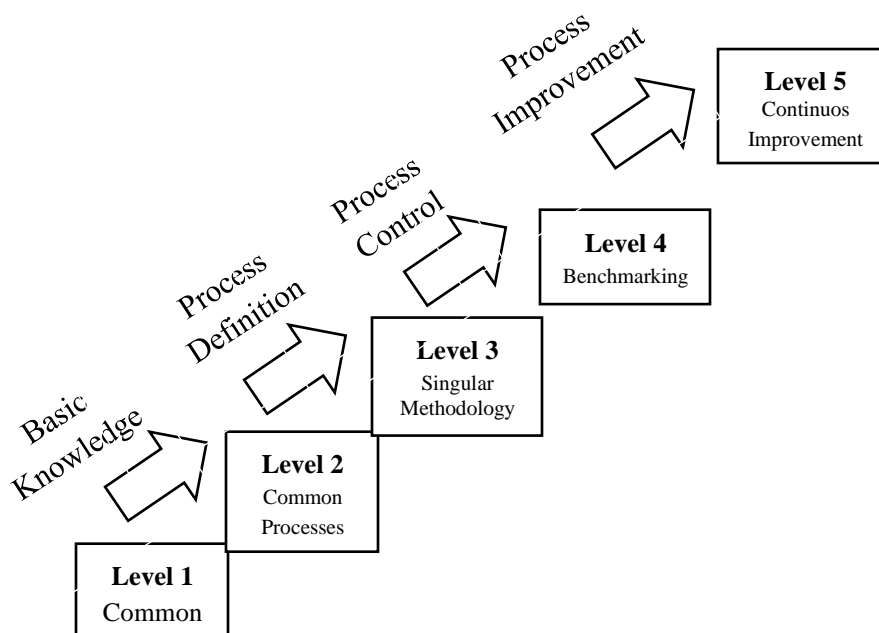 Process
Improvement
Level 5
Continuos
Improvement
Process
Control
Level 4
Benchmarking
Process
Definition
Level 3
Singular
Methodology
Basic
Knowledge
Level 2
Common
Processes
Level 1
Common